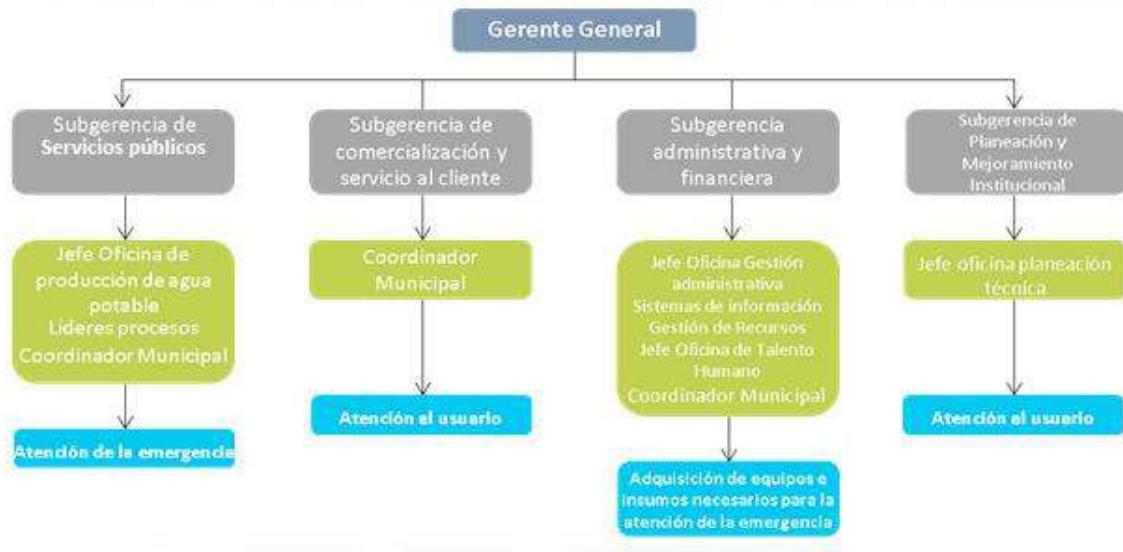 Gerente General
Subgerencia de
Servicios públicos
Subgerencia de
comercialización y
servicio al cliente
Subgerencia
administrativa y
financiera
Subgerencia de
Planeación y
Mejoramiento
Institucional
Jefe Oficina de
producción de agua
potable
Lideres procesos
Coordinador Municipal
Coordinador
Municipal
Jefe Oficina Gestión
administrativa
Sistemas de información
Gestión de Recursos
Jefe Oficina de Talento
Humano
Coordinador Municipal
Jefe oficina planeación
técnica
Atención de la emergencia
Atención al usuario
Adquisición de equipos e
insumos necesarios para la
atención de la emergencia
Atención al usuario